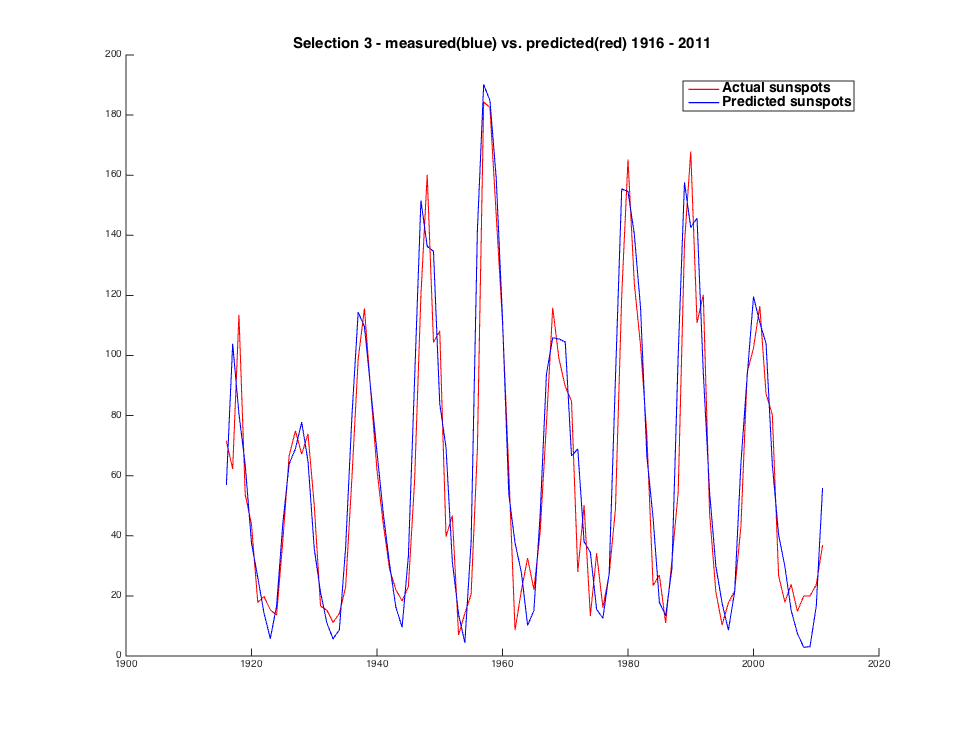 Selection 3 - measured(blue) vs. predicted(red) 1916 - 2011
200
180
160
140
120
100
80
60
40
20
0
1900 1920 1940 1960 1980 2000 2020
Actual sunspots
Predicted sunspots